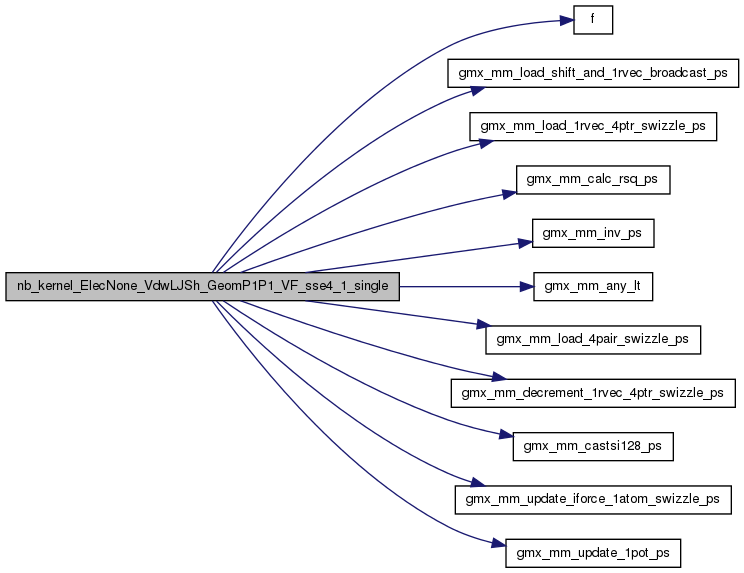 f
gmx_mm_load_shift_and_1rvec_broadcast_ps
gmx_mm_load_1rvec_4ptr_swizzle_ps
gmx_mm_calc_rsq_ps
gmx_mm_inv_ps
nb_kernel_ElecNone_VdwLJSh_GeomP1P1_VF_sse4_1_single
gmx_mm_any_lt
gmx_mm_load_4pair_swizzle_ps
gmx_mm_decrement_1rvec_4ptr_swizzle_ps
gmx_mm_castsi128_ps
gmx_mm_update_iforce_1atom_swizzle_ps
gmx_mm_update_1pot_ps